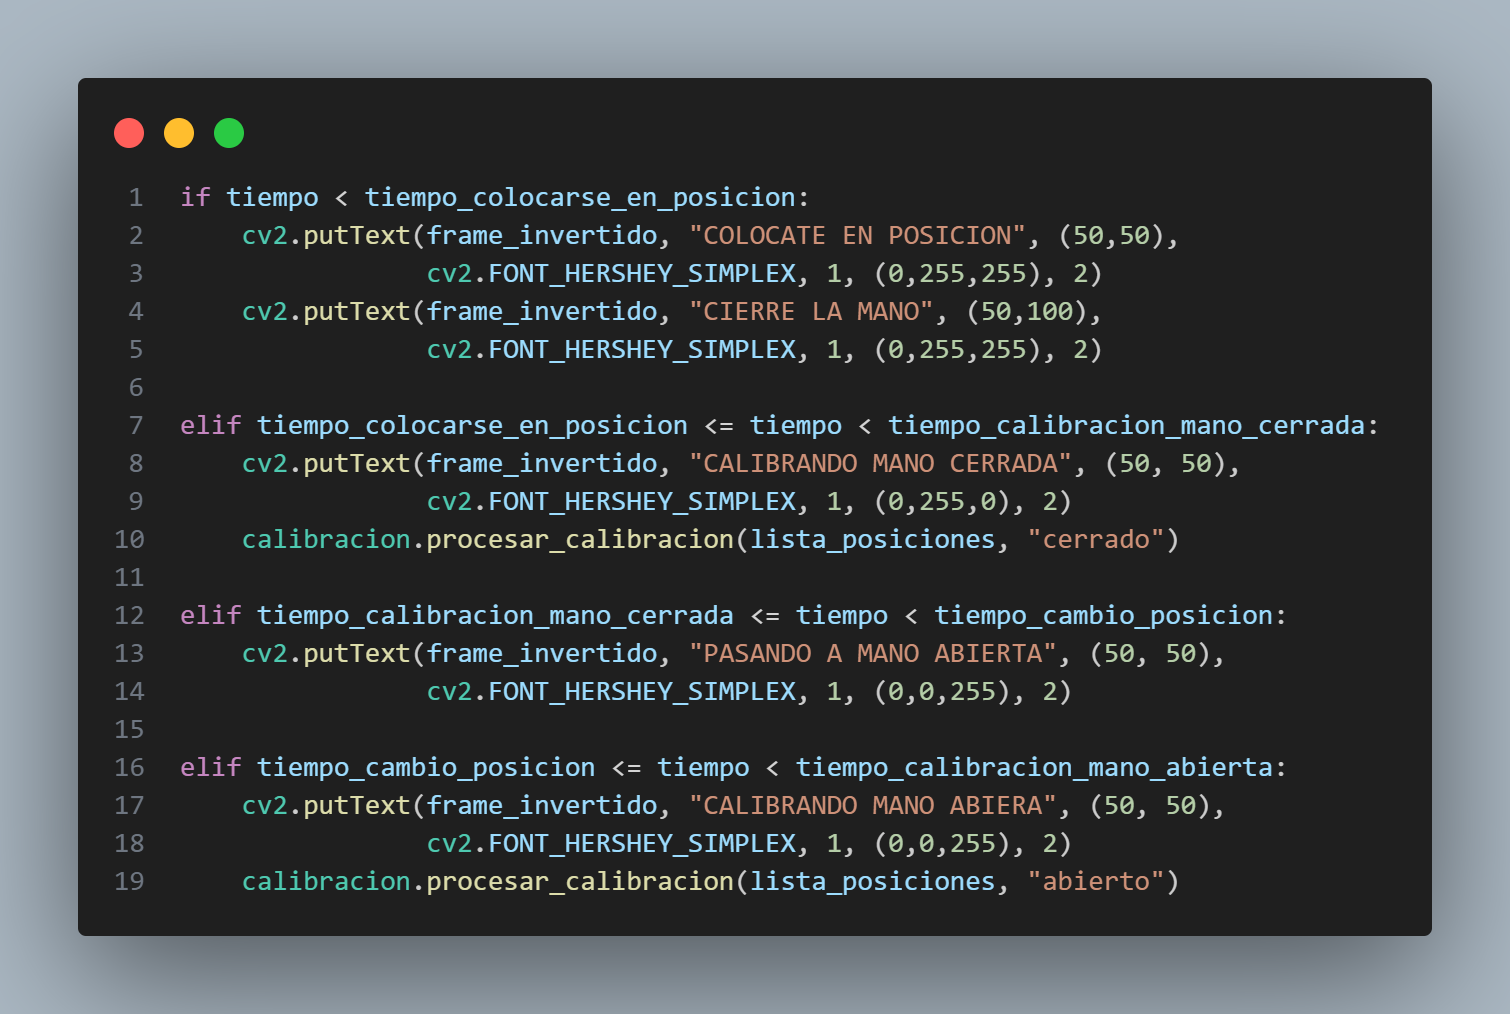 1 if tiempo < tiempo_colocarse_en_posicion:
2     cv2.putText(frame_invertido, "COLOCATE EN POSICION", (50,50),
3                 cv2.FONT_HERSHEY_SIMPLEX, 1, (0,255,255), 2)
4     cv2.putText(frame_invertido, "CIERRE LA MANO", (50,100),
5                 cv2.FONT_HERSHEY_SIMPLEX, 1, (0,255,255), 2)
6
7 elif tiempo_colocarse_en_posicion <= tiempo < tiempo_calibracion_mano_cerrada:
8     cv2.putText(frame_invertido, "CALIBRANDO MANO CERRADA", (50, 50),
9                 cv2.FONT_HERSHEY_SIMPLEX, 1, (0,255,0), 2)
10     calibracion.procesar_calibracion(lista_posiciones, "cerrado")
11
12 elif tiempo_calibracion_mano_cerrada <= tiempo < tiempo_cambio_posicion:
13     cv2.putText(frame_invertido, "PASANDO A MANO ABIERTA", (50, 50),
14                 cv2.FONT_HERSHEY_SIMPLEX, 1, (0,0,255), 2)
15
16 elif tiempo_cambio_posicion <= tiempo < tiempo_calibracion_mano_abierta:
17     cv2.putText(frame_invertido, "CALIBRANDO MANO ABIERA", (50, 50),
18                 cv2.FONT_HERSHEY_SIMPLEX, 1, (0,0,255), 2)
19     calibracion.procesar_calibracion(lista_posiciones, "abierto")